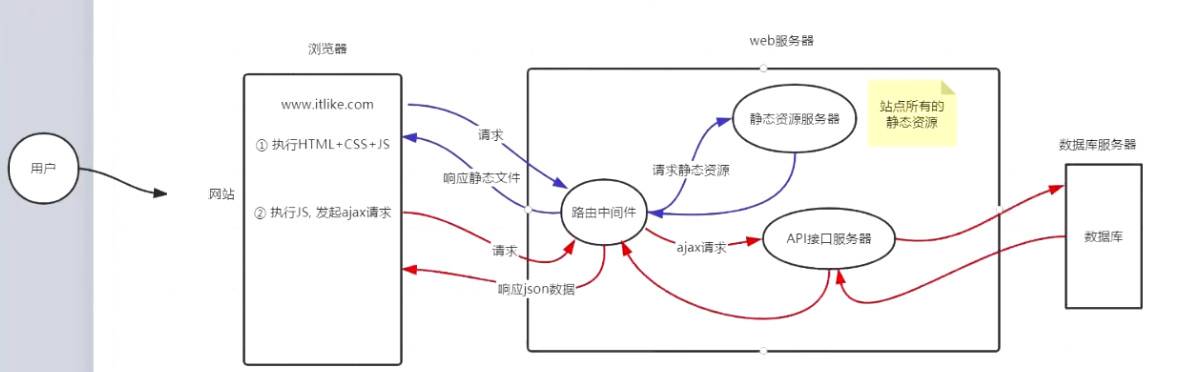 浏览器
web服务器
www.itlike.com
① 执行HTML+CSS+JS
② 执行JS, 发起ajax请求
用户
网站
请求
响应静态文件
请求
响应json数据
路由中间件
请求静态资源
静态资源服务器
站点所有的
静态资源
ajax请求
API接口服务器
数据库服务器
数据库